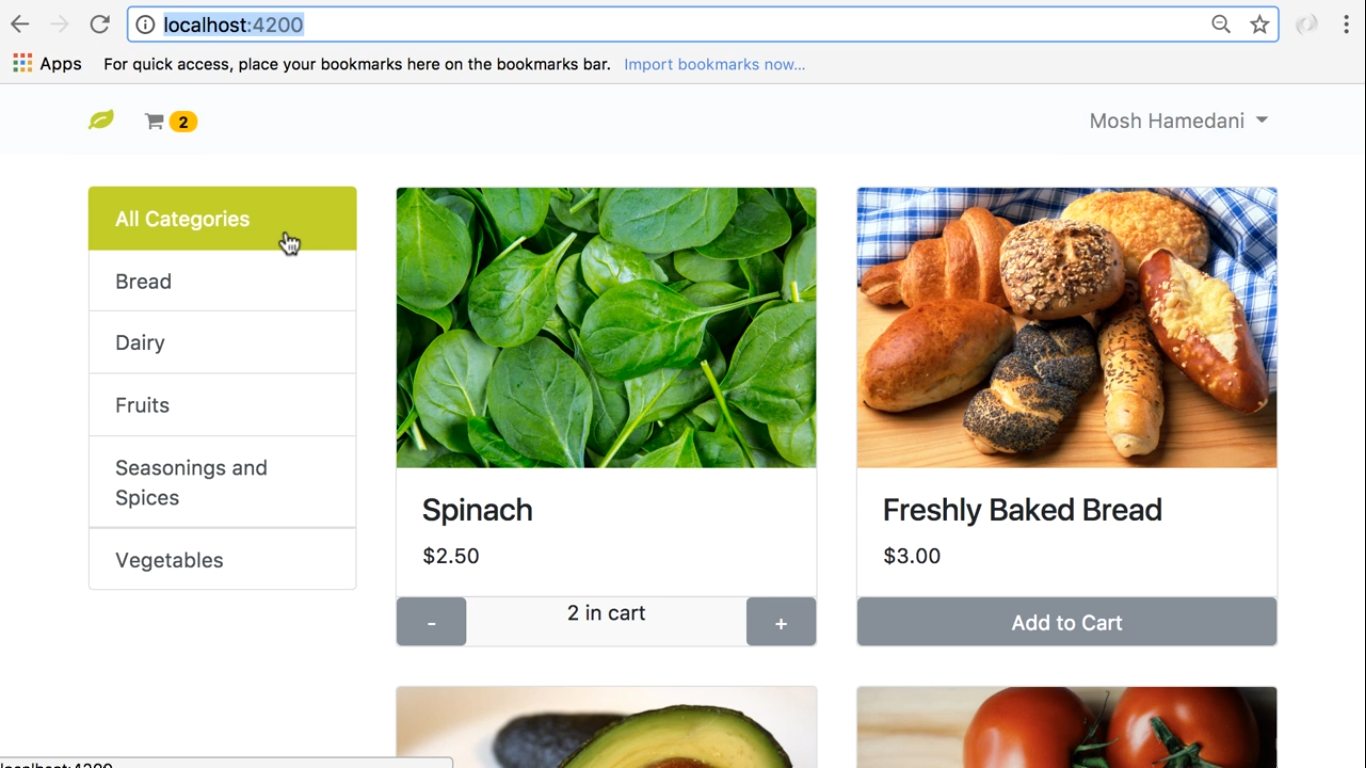 localhost:4200
Apps For quick access, place your bookmarks here on the bookmarks bar. Import bookmarks now...
2 Mosh Hamedani
All Categories
Bread
Dairy
Fruits
Seasonings and
Spices
Vegetables
Spinach
$2.50
- 2 in cart +
Freshly Baked Bread
$3.00
Add to Cart
localhost:4200